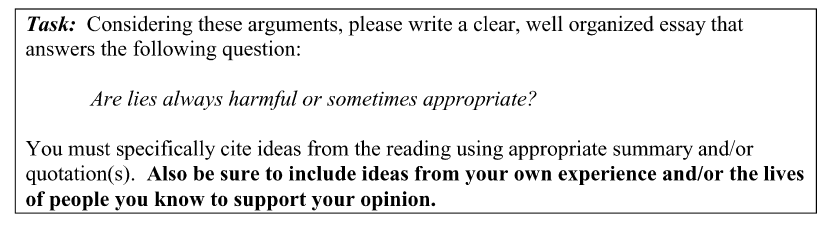 Task: Considering these arguments, please write a clear, well organized essay that
answers the following question:
Are lies always harmful or sometimes appropriate?
You must specifically cite ideas from the reading using appropriate summary and/or
quotation(s).  Also be sure to include ideas from your own experience and/or the lives
of people you know to support your opinion.